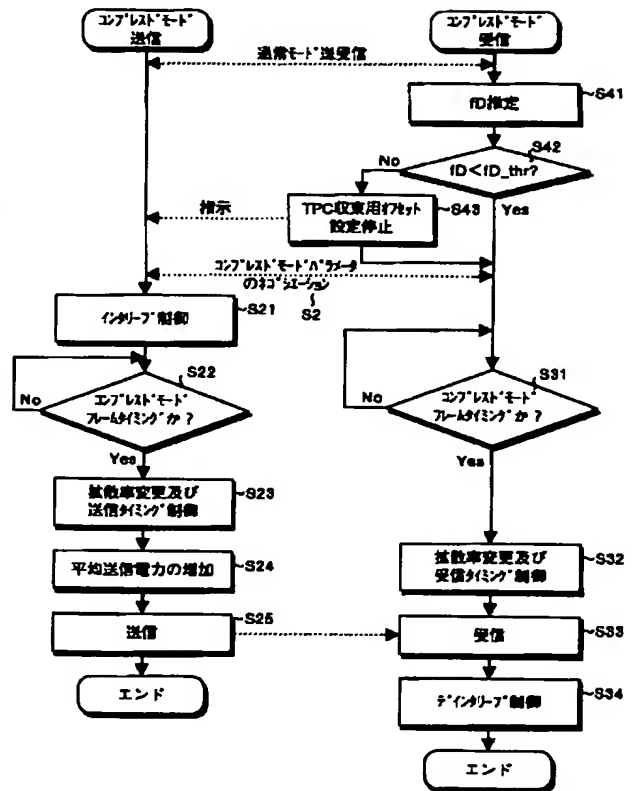 コンプレスドモード
送信
コンプレスドモード
受信
通常モード送受信
fD推定
S41
S42
fD<fD_thr?
No
Yes
TPC収束用オフセット
設定停止
S43
指示
コンプレスドモードパラメータ
のネゴシエーション
S2
インタリーブ制御
S21
S22
コンプレスドモード
フレームタイミングか?
No
Yes
S31
コンプレスドモード
フレームタイミングか?
No
Yes
拡散率変更及び
送信タイミング制御
S23
平均送信電力の増加
S24
送信
S25
エンド
拡散率変更及び
受信タイミング制御
S32
受信
S33
デインタリーブ制御
S34
エンド